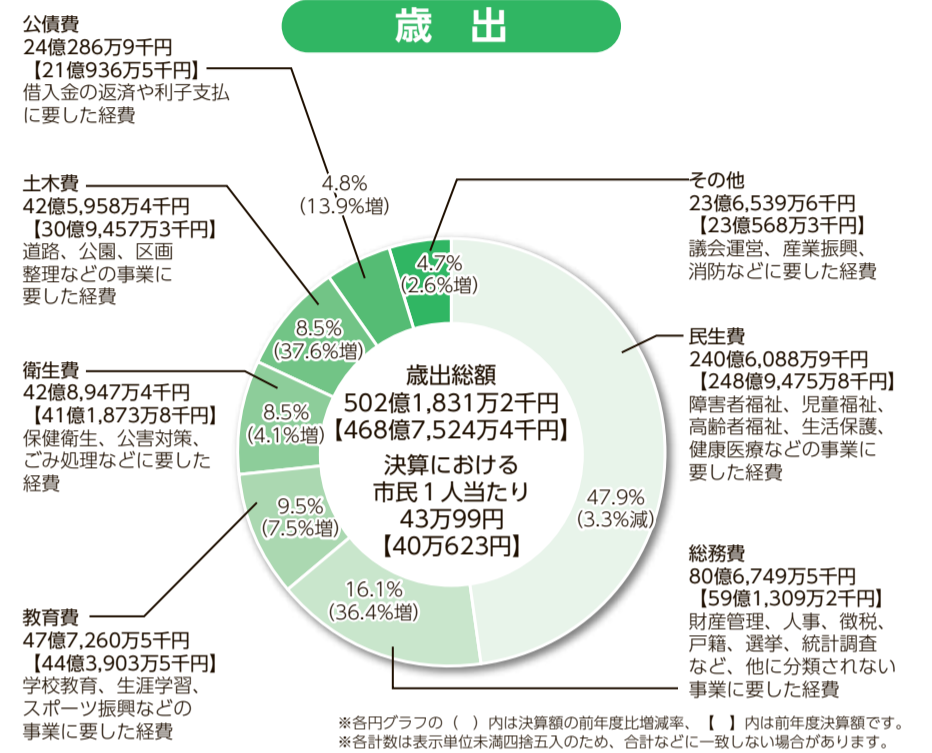 歳出
公債費
24億286万9千円
【21億936万5千円】
借入金の返済や利子支払
に要した経費
4.8%
(13.9%増)
土木費
42億5,958万4千円
【30億9,457万3千円】
道路、公園、区画
整理などの事業に
要した経費
8.5%
(37.6%増)
衛生費
42億8,947万4千円
【41億1,873万8千円】
保健衛生、公害対策、
ごみ処理などに要した
経費
8.5%
(4.1%増)
教育費
47億7,260万5千円
【44億3,903万5千円】
学校教育、生涯学習、
スポーツ振興などの
事業に要した経費
9.5%
(7.5%増)
歳出総額
502億1,831万2千円
【468億7,524万4千円】
決算における
市民1人当たり
43万99円
【40万623円】
その他
23億6,539万6千円
【23億568万3千円】
議会運営、産業振興、
消防などに要した経費
4.7%
(2.6%増)
民生費
240億6,088万9千円
【248億9,475万8千円】
障害者福祉、児童福祉、
高齢者福祉、生活保護、
健康医療などの事業に
要した経費
47.9%
(3.3%減)
総務費
80億6,749万5千円
【59億1,309万2千円】
財産管理、人事、徴税、
戸籍、選挙、統計調査
など、他に分類されない
事業に要した経費
16.1%
(36.4%増)
※各円グラフの（　）内は決算額の前年度比増減率、【　】内は前年度決算額です。
※各計数は表示単位未満四捨五入のため、合計などに一致しない場合があります。